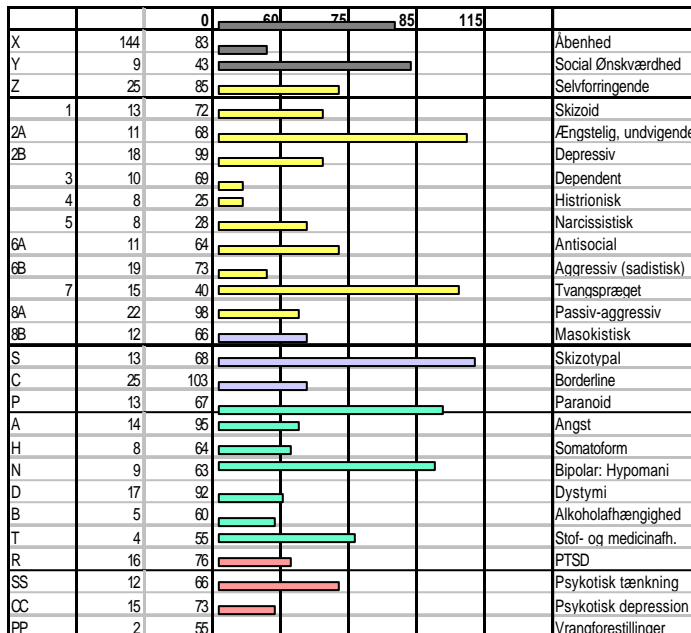 0 60 75 85 115
X 144 83 Åbenhed
Y 9 43 Social Ønskværdhed
Z 25 85 Selvforringende
1 13 72 Skizoid
2A 11 68 Ængstelig, undvigende
2B 18 99 Depressiv
3 10 69 Dependent
4 8 25 Histrionisk
5 8 28 Narcissistisk
6A 11 64 Antisocial
6B 19 73 Aggressiv (sadistisk)
7 15 40 Tvangspræget
8A 22 98 Passiv-aggressiv
8B 12 66 Masokistisk
S 13 68 Skizotypal
C 25 103 Borderline
P 13 67 Paranoid
A 14 95 Angst
H 8 64 Somatoform
N 9 63 Bipolar: Hypomani
D 17 92 Dystymi
B 5 60 Alkoholafhængighed
T 4 55 Stof- og medicinafh.
R 16 76 PTSD
SS 12 66 Psykotisk tænkning
CC 15 73 Psykotisk depression
PP 2 55 Vrangforestillinger